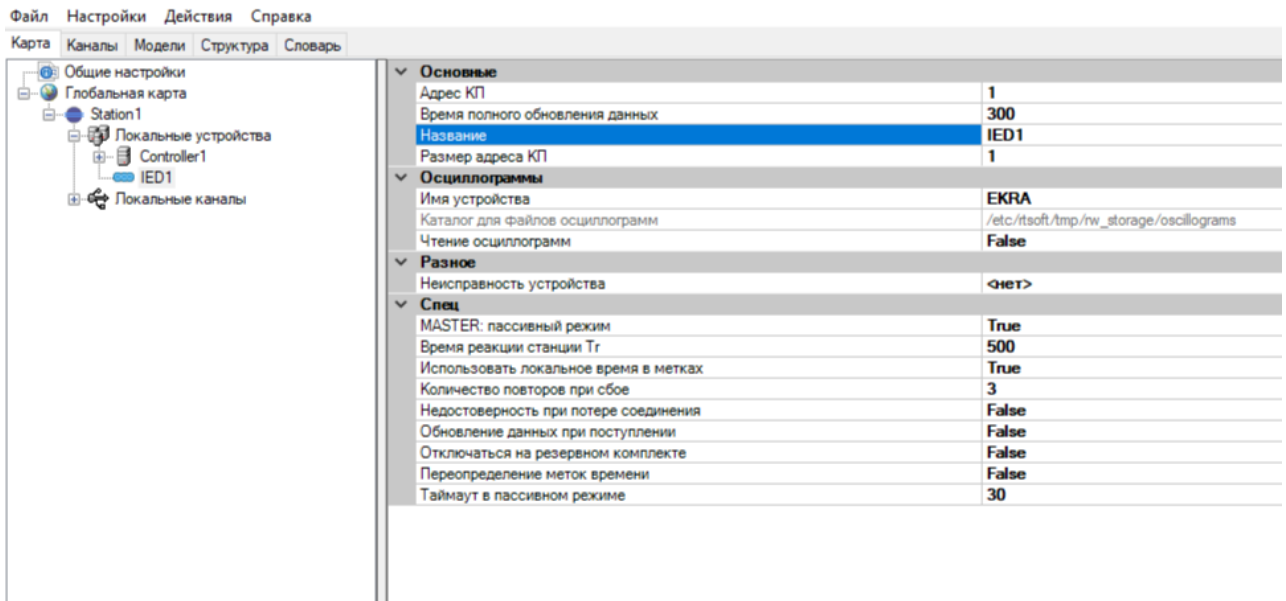 Файл Настройки Действия Справка
Карта Каналы Модели Структура Словарь
Общие настройки
Глобальная карта
Station1
Локальные устройства
Controller1
IED1
Локальные каналы
Основные
Адрес КП 1
Время полного обновления данных 300
Название IED1
Размер адреса КП 1
Осциллограммы
Имя устройства EKRA
Каталог для файлов осциллограмм /etc/rtsoft/tmp/rw_storage/oscillograms
Чтение осциллограмм False
Разное
Неисправность устройства <нет>
Спец
MASTER: пассивный режим True
Время реакции станции Tr 500
Использовать локальное время в метках True
Количество повторов при сбое 3
Недостоверность при потере соединения False
Обновление данных при поступлении False
Отключаться на резервном комплекте False
Переопределение меток времени False
Таймаут в пассивном режиме 30